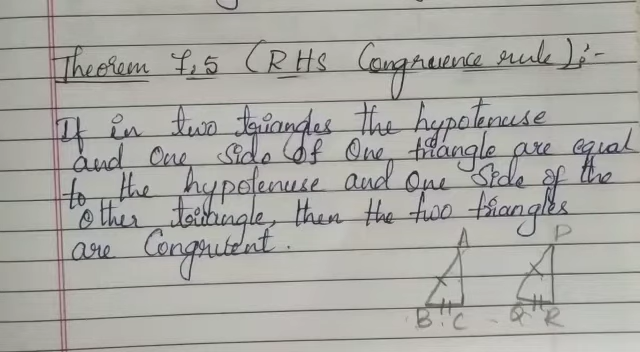 Theorem 7.5 (RHS Congruence rule):-
If in two triangles the hypotenuse
and One Side of One triangle are equal
to the hypotenuse and One Side of the
Other triangle, then the two triangles
are Congruent.
A P
B C Q R